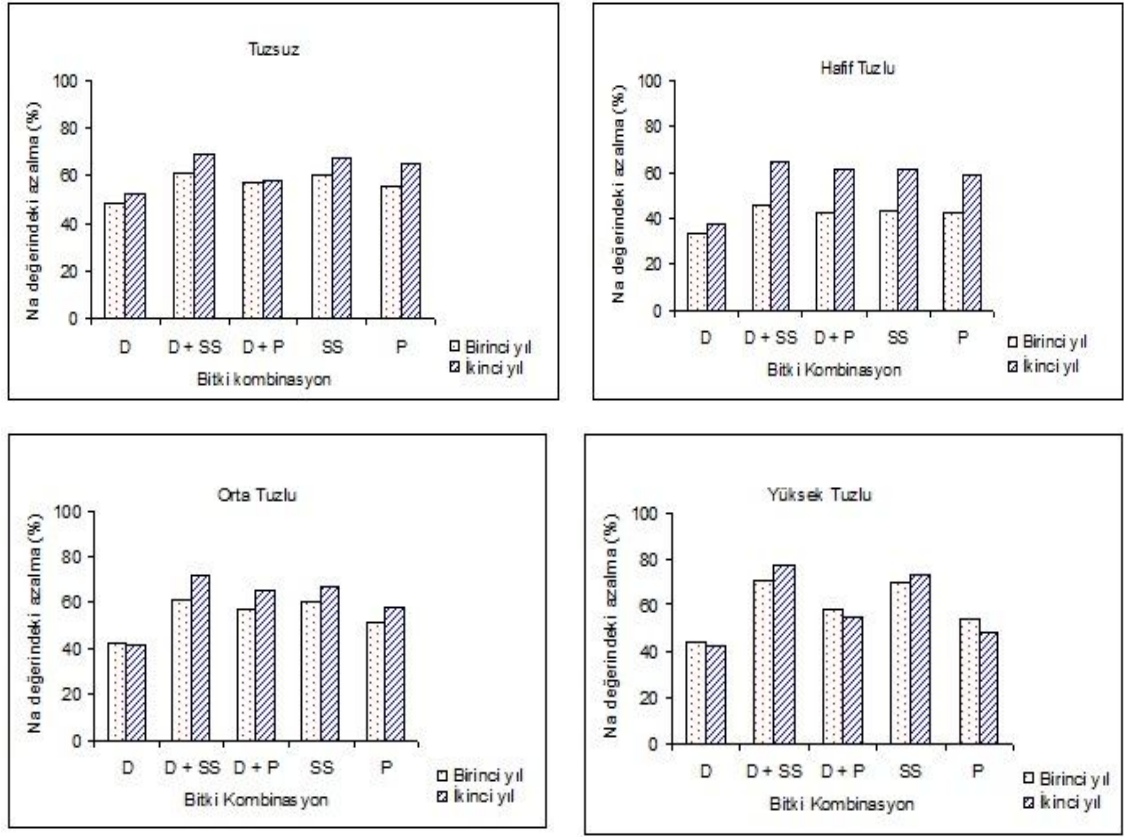 Tuzsuz
Na değerindeki azalma (%)
100
80
60
40
20
0
D D + SS D + P SS P
Bitki kombinasyon
Birinci yıl
İkinci yıl
Hafif Tuzlu
Na değerindeki azalma (%)
100
80
60
40
20
0
D D + SS D + P SS P
Bitki Kombinasyon
Birinci yıl
İkinci yıl
Orta Tuzlu
Na değerindeki azalma (%)
100
80
60
40
20
0
D D + SS D + P SS P
Bitki Kombinasyon
Birinci yıl
İkinci yıl
Yüksek Tuzlu
Na değerindeki azalma (%)
100
80
60
40
20
0
D D + SS D + P SS P
Bitki Kombinasyon
Birinci yıl
İkinci yıl